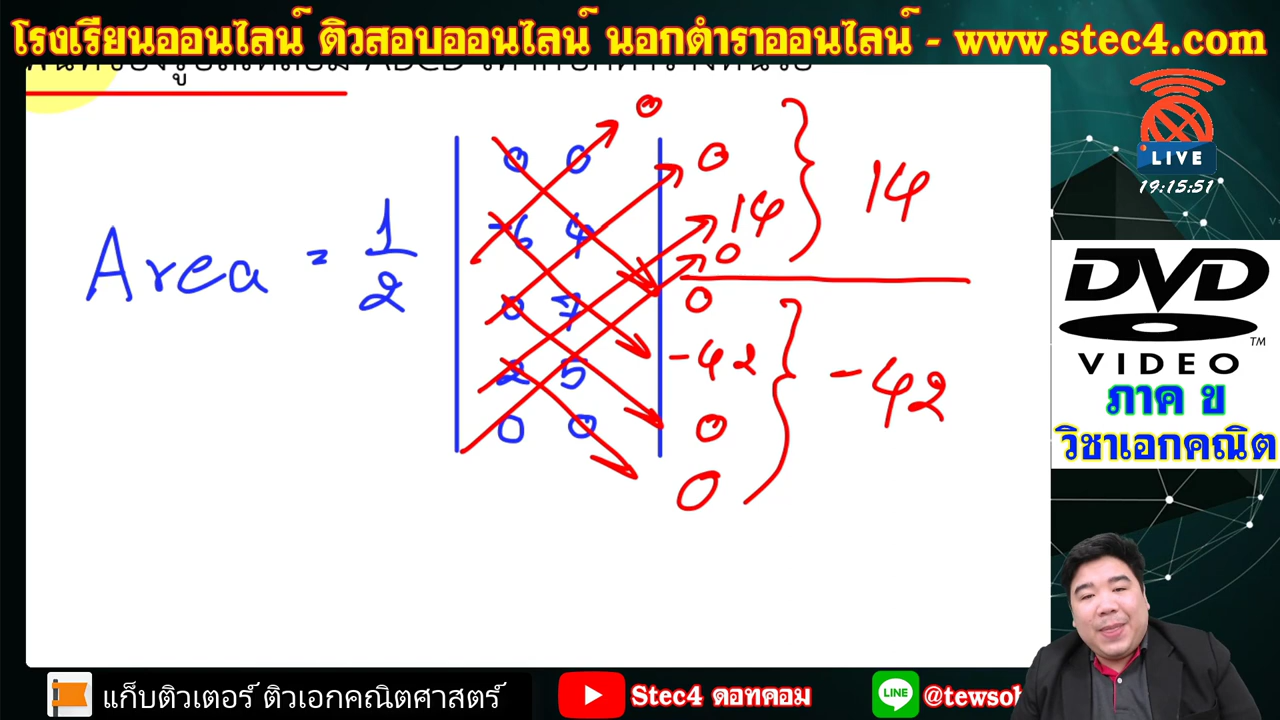 โรงเรียนออนไลน์ ติวสอบออนไลน์ นอกตำราออนไลน์ - www.stec4.com
ABCD
LIVE
19:15:51
Area = 1/2
0 0
-6 4
0 7
2 5
0 0
0
0
14
0
14
0
-42
0
0
-42
DVD
TM
VIDEO
ภาค ข
วิชาเอกคณิต
แก็บติวเตอร์ ติวเอกคณิตศาสตร์
Stec4 ดอทคอม
LINE
@tewsob